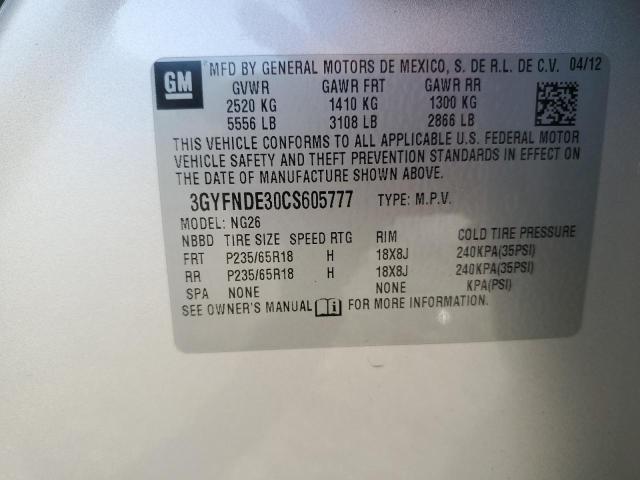 GM
MFD BY GENERAL MOTORS DE MEXICO, S. DE R.L. DE C.V. 04/12
GVWR GAWR FRT GAWR RR
2520 KG 1410 KG 1300 KG
5556 LB 3108 LB 2866 LB
THIS VEHICLE CONFORMS TO ALL APPLICABLE U.S. FEDERAL MOTOR
VEHICLE SAFETY AND THEFT PREVENTION STANDARDS IN EFFECT ON
THE DATE OF MANUFACTURE SHOWN ABOVE.
3GYFNDE30CS605777 TYPE: M.P.V.
MODEL: NG26
NBBD TIRE SIZE SPEED RTG RIM COLD TIRE PRESSURE
FRT P235/65R18 H 18X8J 240KPA(35PSI)
RR P235/65R18 H 18X8J 240KPA(35PSI)
SPA NONE NONE KPA(PSI)
SEE OWNER'S MANUAL FOR MORE INFORMATION.